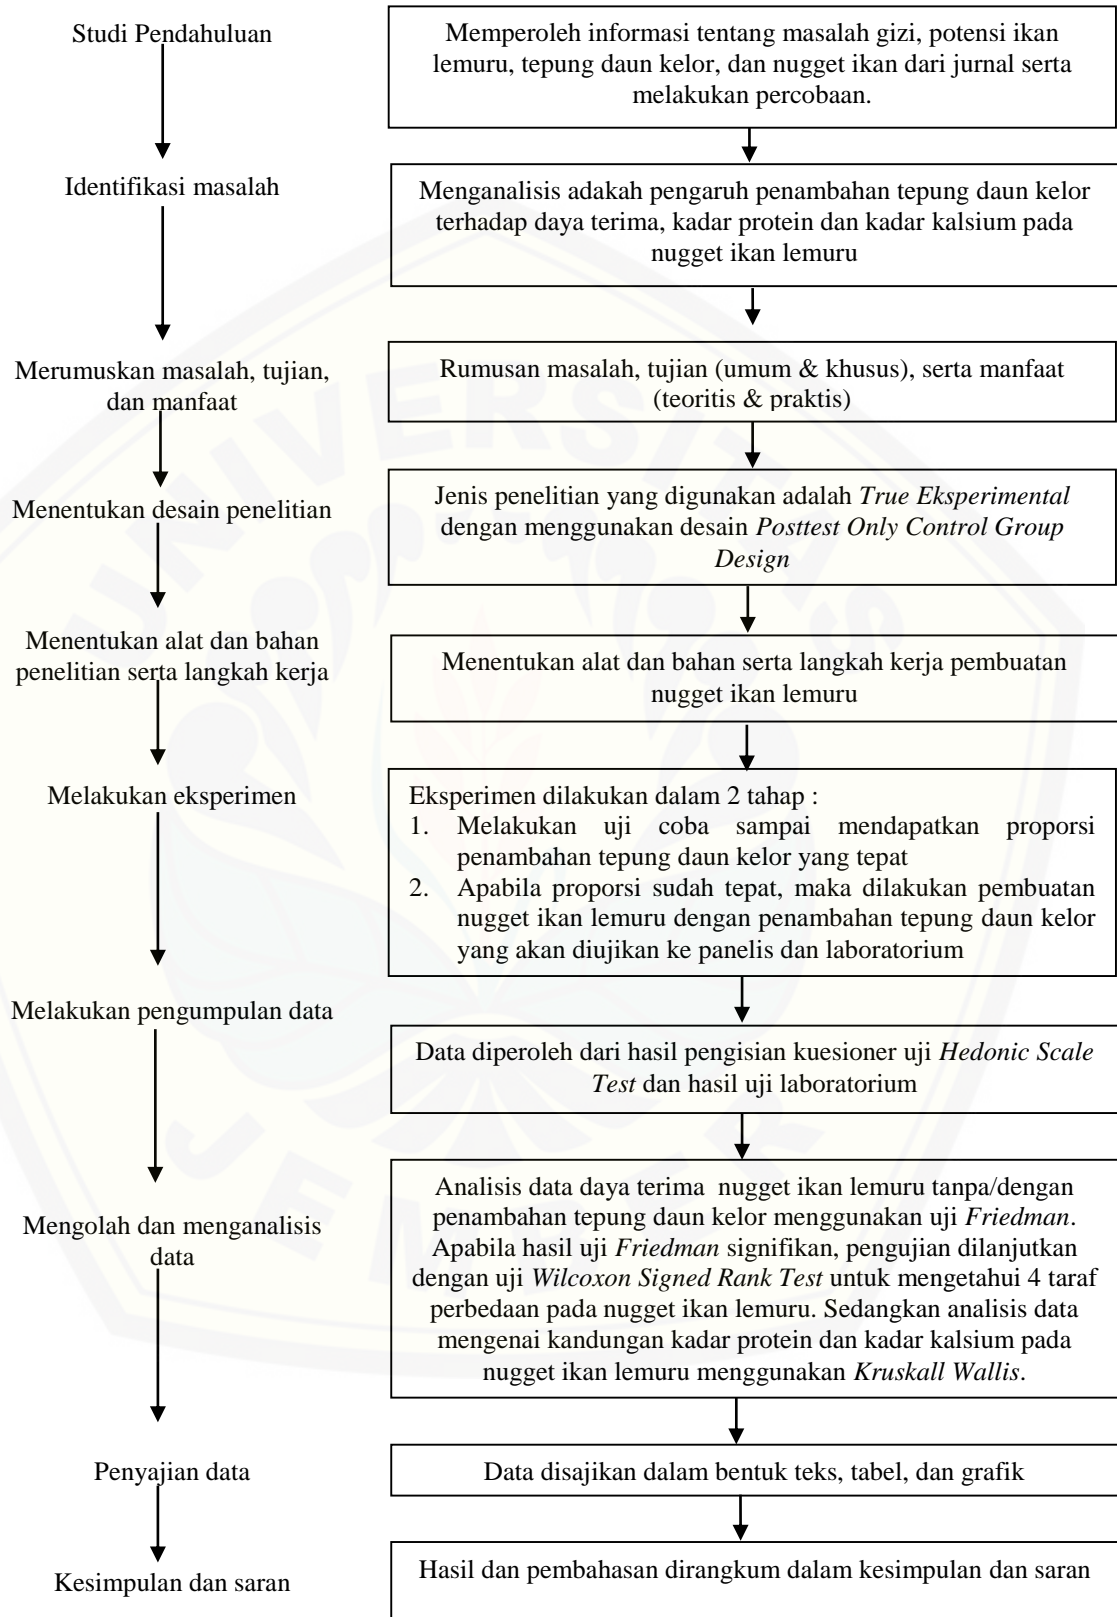 Studi Pendahuluan
Memperoleh informasi tentang masalah gizi, potensi ikan
lemuru, tepung daun kelor, dan nugget ikan dari jurnal serta
melakukan percobaan.
Identifikasi masalah
Menganalisis adakah pengaruh penambahan tepung daun kelor
terhadap daya terima, kadar protein dan kadar kalsium pada
nugget ikan lemuru
Merumuskan masalah, tujian,
dan manfaat
Rumusan masalah, tujian (umum & khusus), serta manfaat
(teoritis & praktis)
Menentukan desain penelitian
Jenis penelitian yang digunakan adalah True Eksperimental
dengan menggunakan desain Posttest Only Control Group
Design
Menentukan alat dan bahan
penelitian serta langkah kerja
Menentukan alat dan bahan serta langkah kerja pembuatan
nugget ikan lemuru
Melakukan eksperimen
Eksperimen dilakukan dalam 2 tahap :
1. Melakukan uji coba sampai mendapatkan proporsi
penambahan tepung daun kelor yang tepat
2. Apabila proporsi sudah tepat, maka dilakukan pembuatan
nugget ikan lemuru dengan penambahan tepung daun kelor
yang akan diujikan ke panelis dan laboratorium
Melakukan pengumpulan data
Data diperoleh dari hasil pengisian kuesioner uji Hedonic Scale
Test dan hasil uji laboratorium
Mengolah dan menganalisis
data
Analisis data daya terima nugget ikan lemuru tanpa/dengan
penambahan tepung daun kelor menggunakan uji Friedman.
Apabila hasil uji Friedman signifikan, pengujian dilanjutkan
dengan uji Wilcoxon Signed Rank Test untuk mengetahui 4 taraf
perbedaan pada nugget ikan lemuru. Sedangkan analisis data
mengenai kandungan kadar protein dan kadar kalsium pada
nugget ikan lemuru menggunakan Kruskall Wallis.
Penyajian data
Data disajikan dalam bentuk teks, tabel, dan grafik
Kesimpulan dan saran
Hasil dan pembahasan dirangkum dalam kesimpulan dan saran
UNIVERSITAS
JEMBER